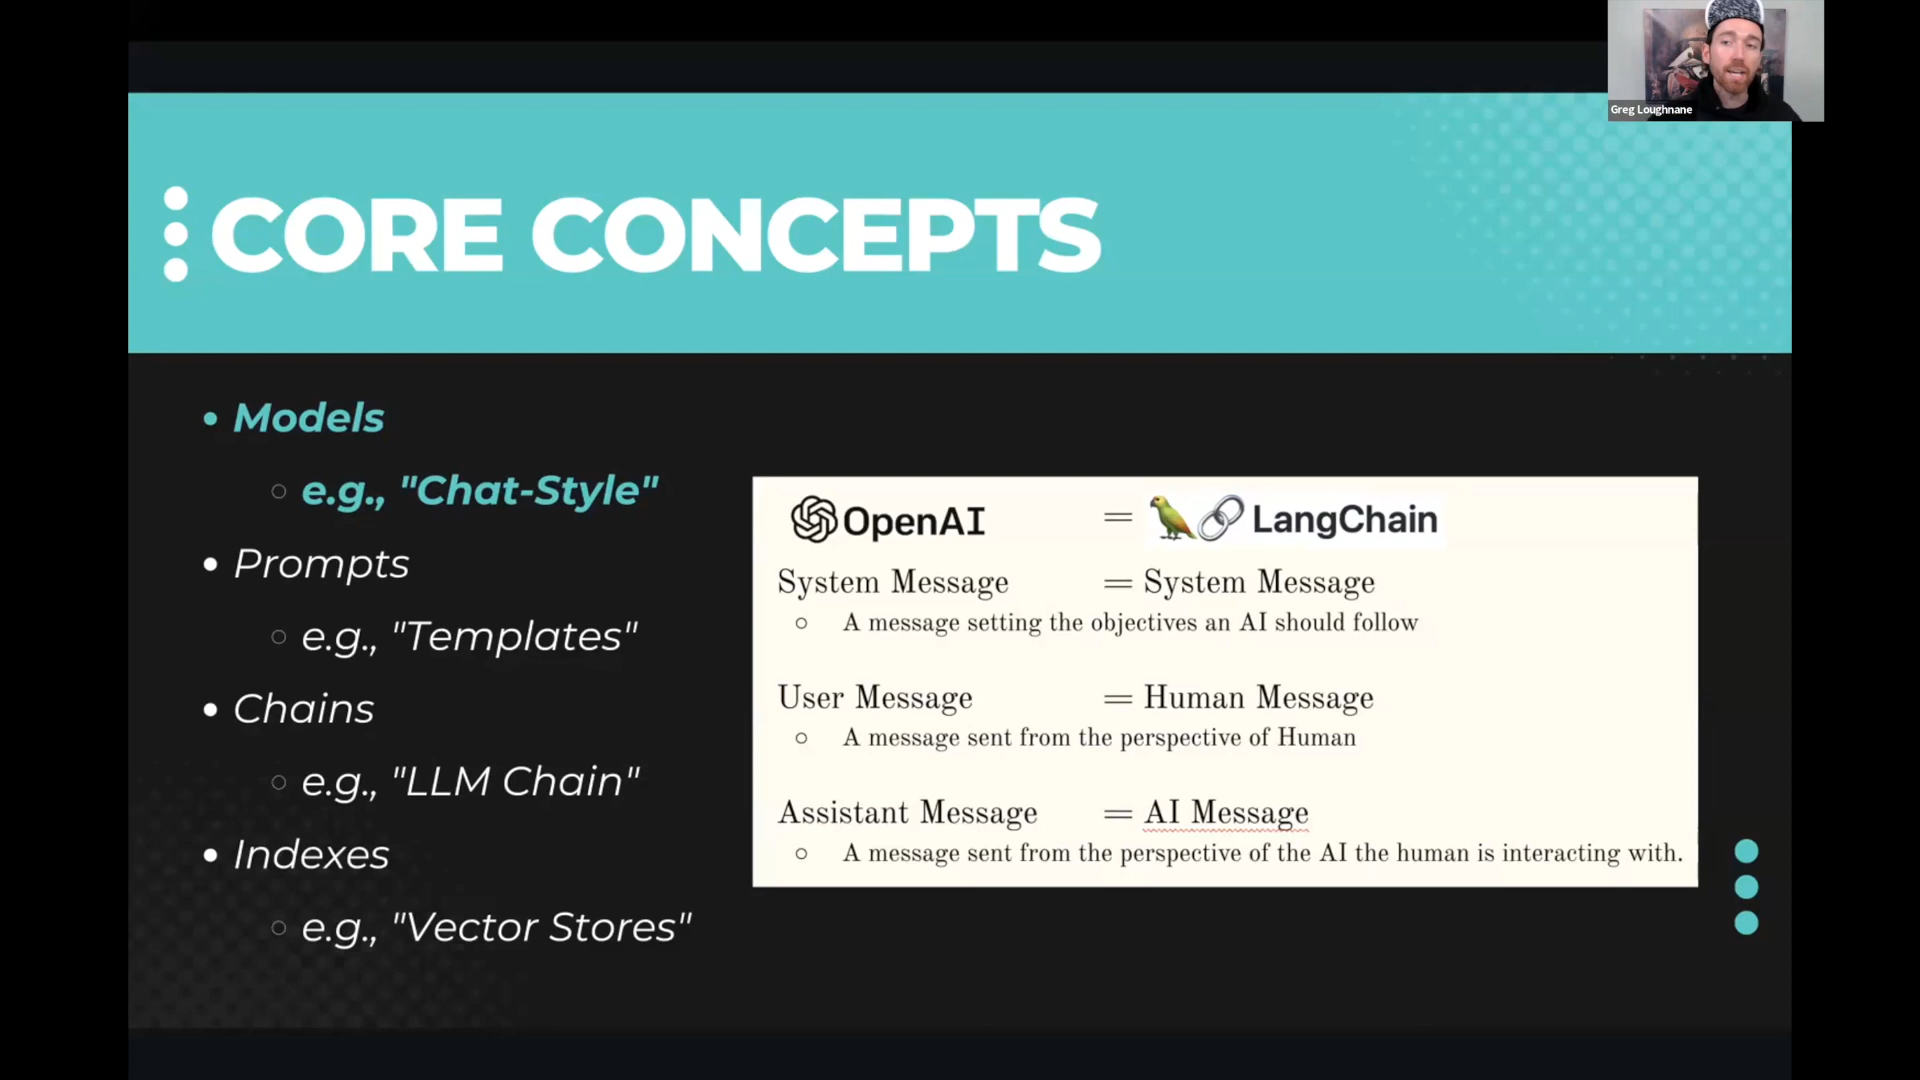 Greg Loughnane
CORE CONCEPTS
• Models
○ e.g., "Chat-Style"
• Prompts
○ e.g., "Templates"
• Chains
○ e.g., "LLM Chain"
• Indexes
○ e.g., "Vector Stores"
OpenAI = LangChain
System Message = System Message
○ A message setting the objectives an AI should follow
User Message = Human Message
○ A message sent from the perspective of Human
Assistant Message = AI Message
○ A message sent from the perspective of the AI the human is interacting with.